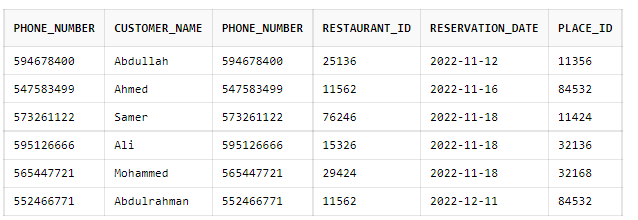 PHONE_NUMBER CUSTOMER_NAME PHONE_NUMBER RESTAURANT_ID RESERVATION_DATE PLACE_ID
594678400 Abdullah 594678400 25136 2022-11-12 11356
547583499 Ahmed 547583499 11562 2022-11-16 84532
573261122 Samer 573261122 76246 2022-11-18 11424
595126666 Ali 595126666 15326 2022-11-18 32136
565447721 Mohammed 565447721 29424 2022-11-18 32168
552466771 Abdulrahman 552466771 11562 2022-12-11 84532